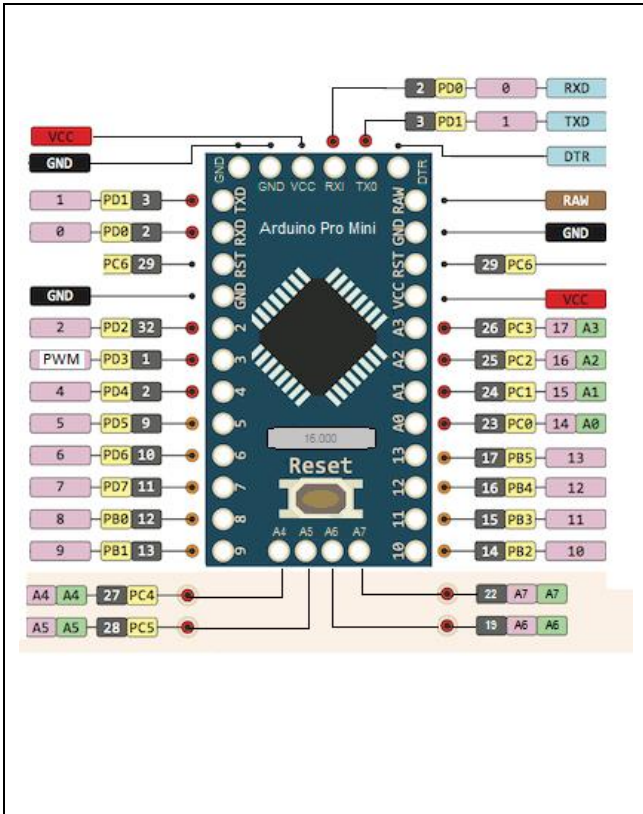 2 PD0 0 RXD
3 PD1 1 TXD
VCC
DTR
GND
GND GND VCC RXI TX0 DTR
1 PD1 3 TXD RAW RAW
Arduino Pro Mini
0 PD0 2 RXD GND GND
PC6 29 RST RST 29 PC6
GND GND VCC VCC
2 PD2 32 2 A3 26 PC3 17 A3
PWM PD3 1 3 A2 25 PC2 16 A2
4 PD4 2 4 A1 24 PC1 15 A1
5 PD5 9 5 A0 23 PC0 14 A0
16.000
6 PD6 10 6 13 17 PB5 13
Reset
7 PD7 11 7 12 16 PB4 12
8 PB0 12 8 11 15 PB3 11
A4 A5 A6 A7
9 PB1 13 9 10 14 PB2 10
A4 A4 27 PC4 22 A7 A7
A5 A5 28 PC5 19 A6 A6